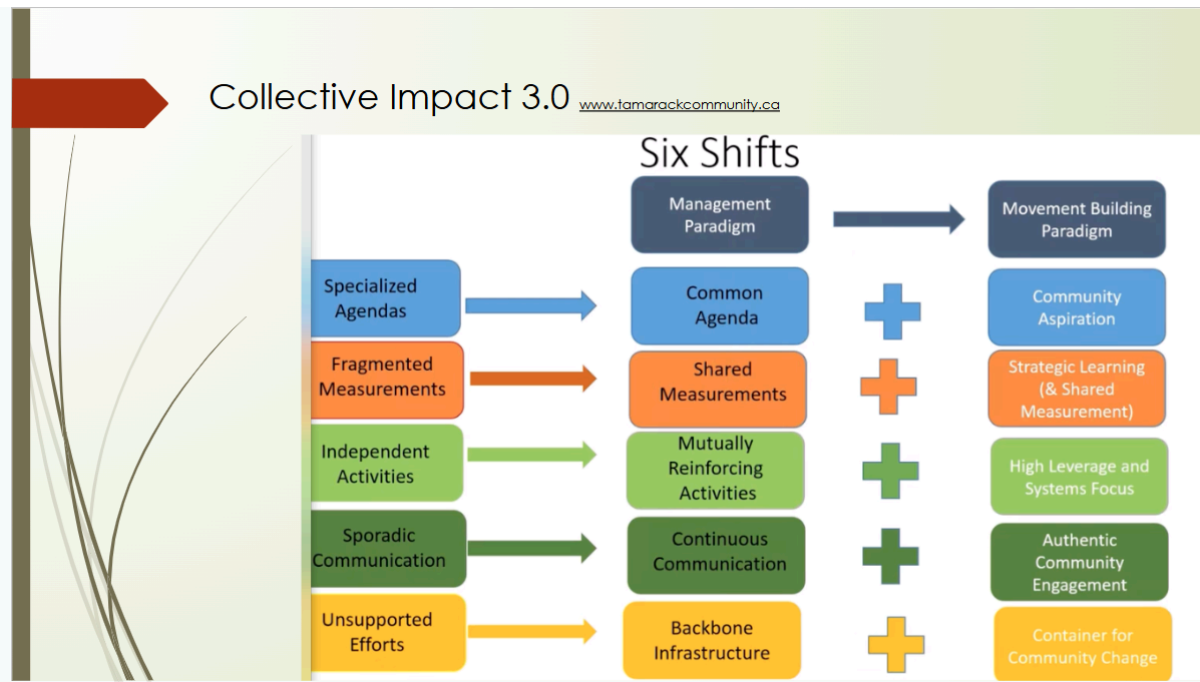 Collective Impact 3.0 www.tamarackcommunity.ca
Six Shifts
Management
Paradigm
Movement Building
Paradigm
Specialized
Agendas
Common
Agenda
Community
Aspiration
Fragmented
Measurements
Shared
Measurements
Strategic Learning
(& Shared
Measurement)
Independent
Activities
Mutually
Reinforcing
Activities
High Leverage and
Systems Focus
Sporadic
Communication
Continuous
Communication
Authentic
Community
Engagement
Unsupported
Efforts
Backbone
Infrastructure
Container for
Community Change